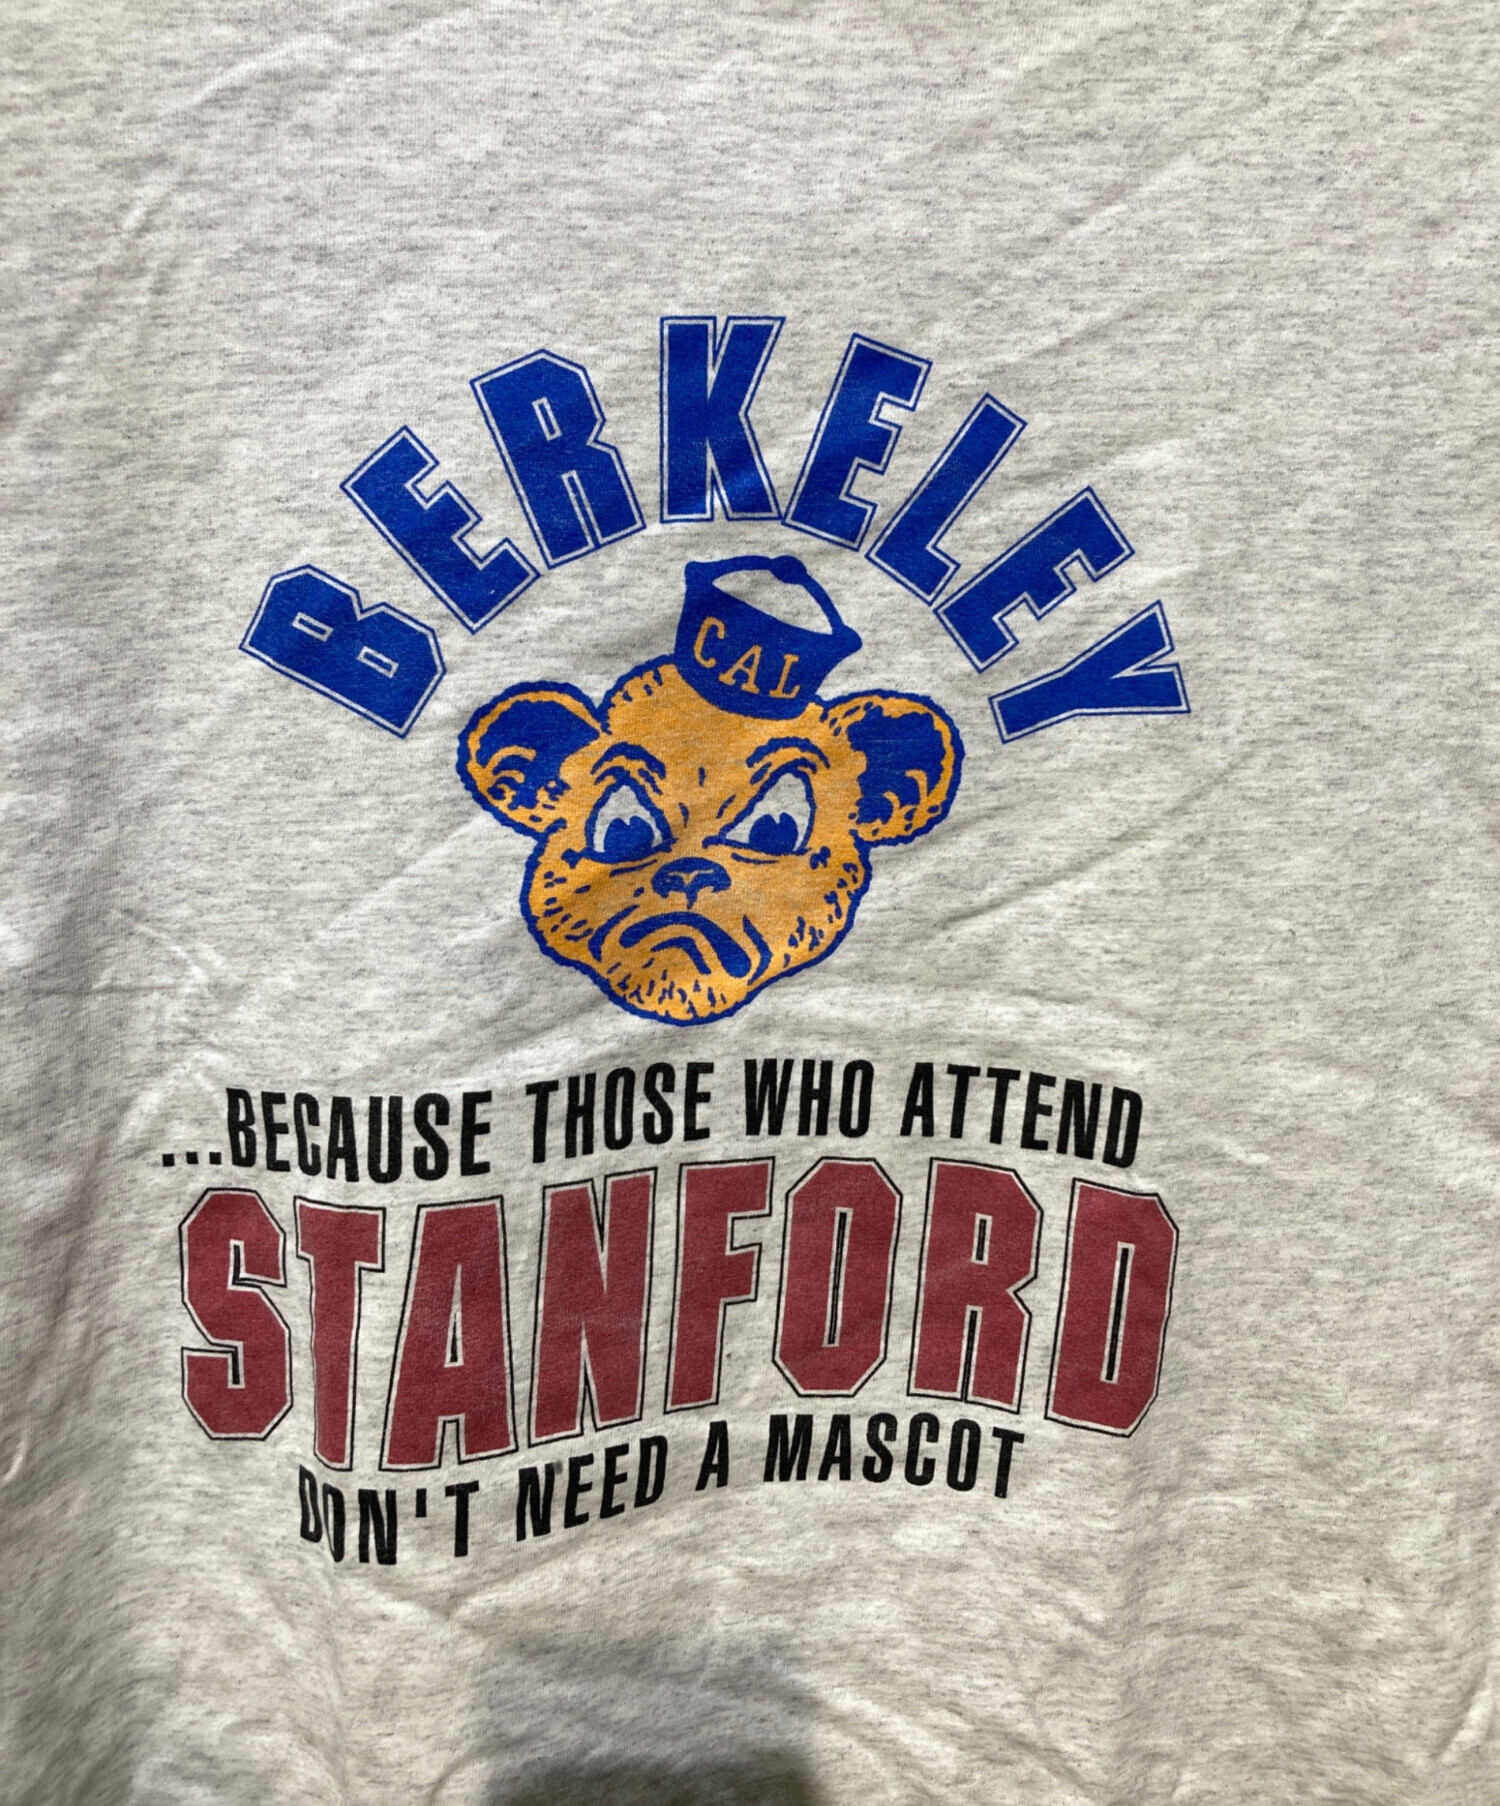 BERKELEY
CAL
...BECAUSE THOSE WHO ATTEND
STANFORD
DON'T NEED A MASCOT